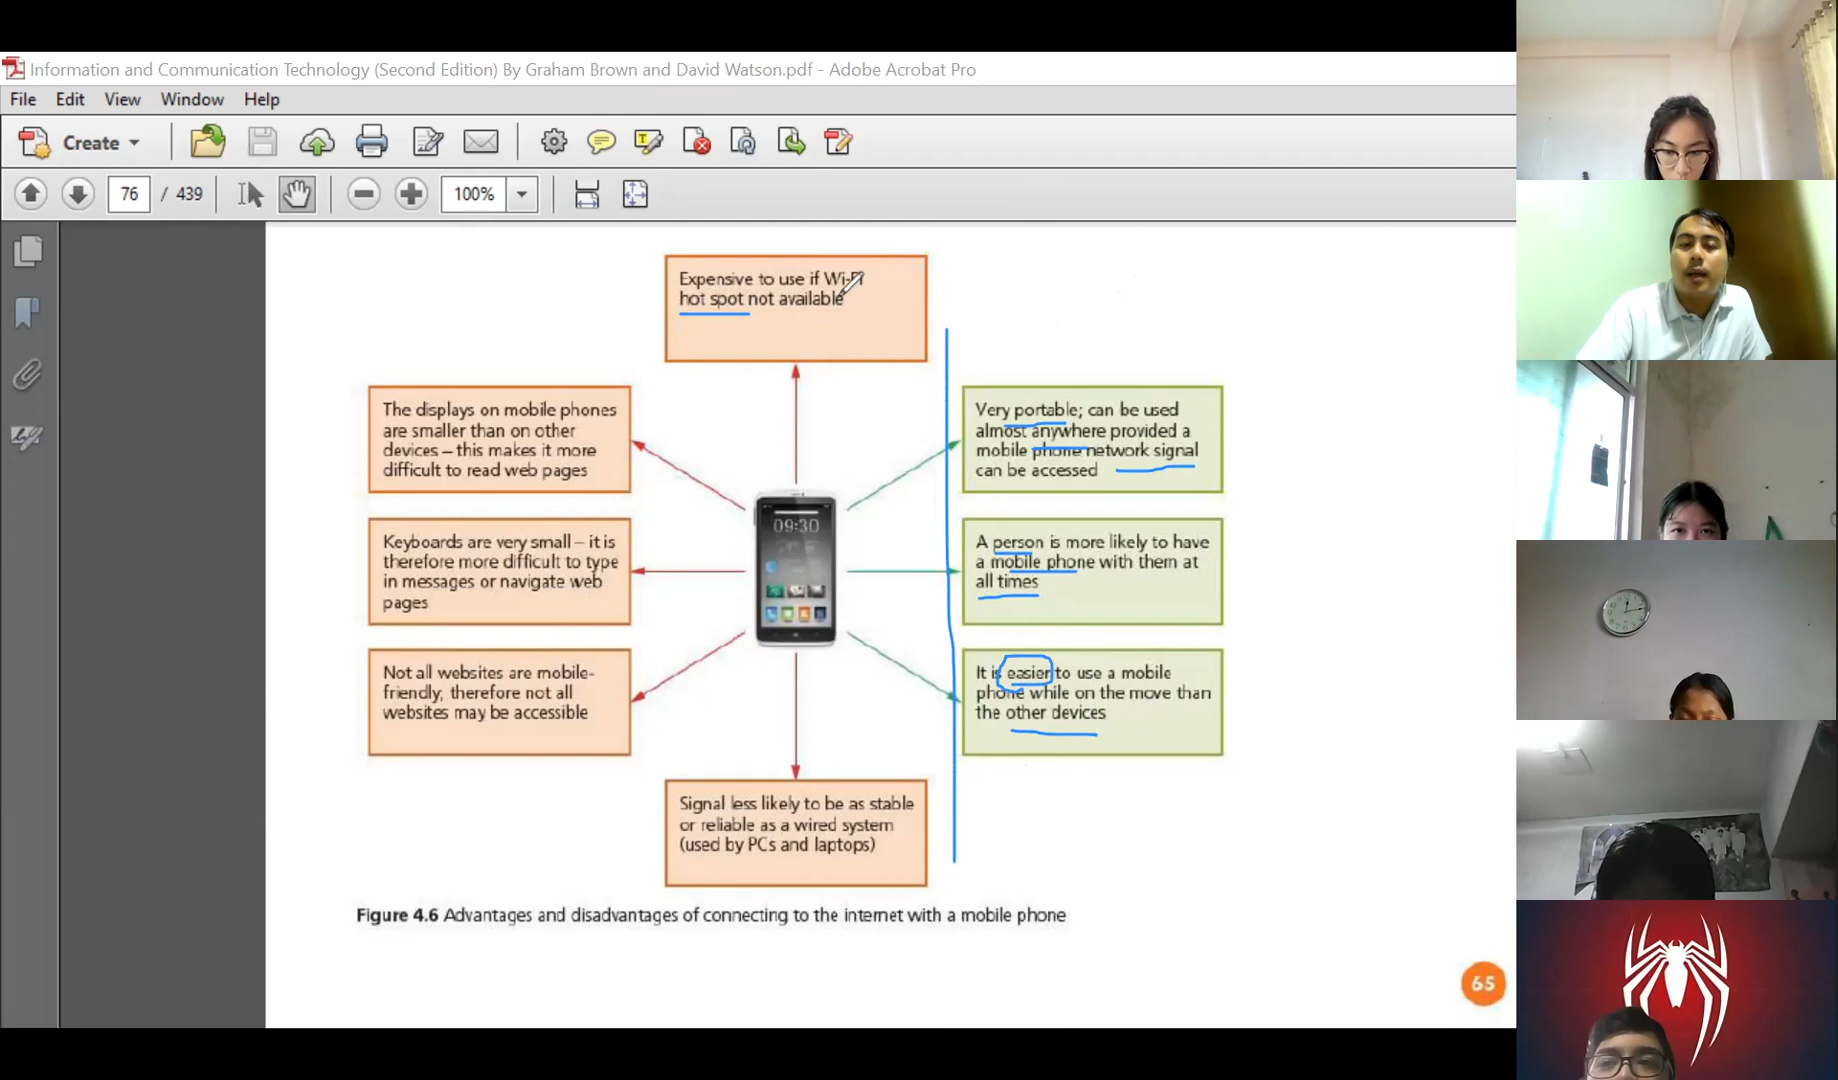 Information and Communication Technology (Second Edition) By Graham Brown and David Watson.pdf - Adobe Acrobat Pro
File Edit View Window Help
Create
76 / 439 100%
Expensive to use if Wi-Fi
hot spot not available
The displays on mobile phones
are smaller than on other
devices – this makes it more
difficult to read web pages
Very portable; can be used
almost anywhere provided a
mobile phone network signal
can be accessed
Keyboards are very small – it is
therefore more difficult to type
in messages or navigate web
pages
09:30
A person is more likely to have
a mobile phone with them at
all times
Not all websites are mobile-
friendly, therefore not all
websites may be accessible
It is easier to use a mobile
phone while on the move than
the other devices
Signal less likely to be as stable
or reliable as a wired system
(used by PCs and laptops)
Figure 4.6 Advantages and disadvantages of connecting to the internet with a mobile phone
65